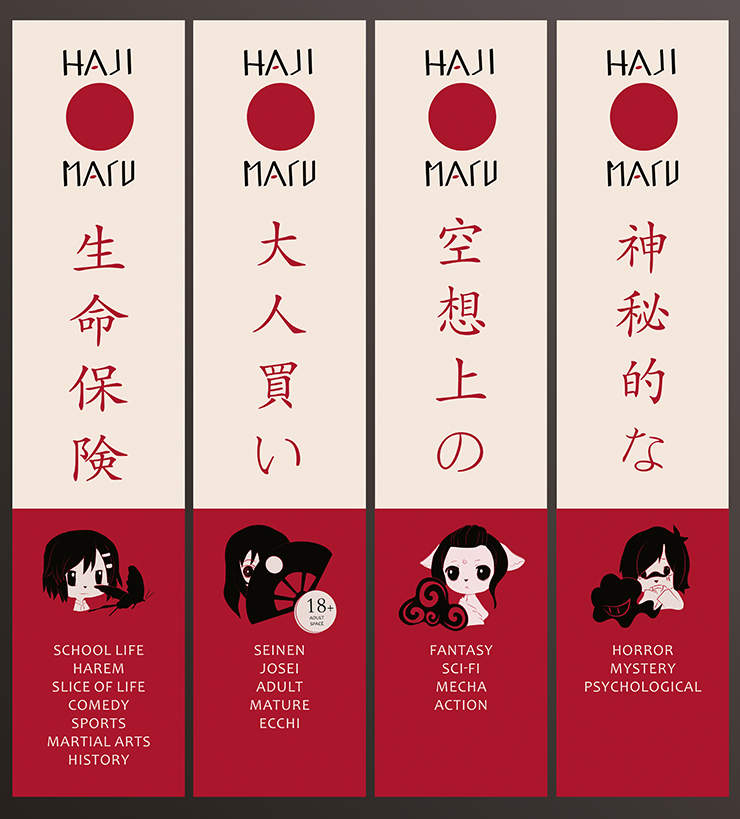 HAJI
MARU
生命保険
SCHOOL LIFE
HAREM
SLICE OF LIFE
COMEDY
SPORTS
MARTIAL ARTS
HISTORY
HAJI
MARU
大人買い
18+
ADULT
SPACE
SEINEN
JOSEI
ADULT
MATURE
ECCHI
HAJI
MARU
空想上の
FANTASY
SCI-FI
MECHA
ACTION
HAJI
MARU
神秘的な
HORROR
MYSTERY
PSYCHOLOGICAL